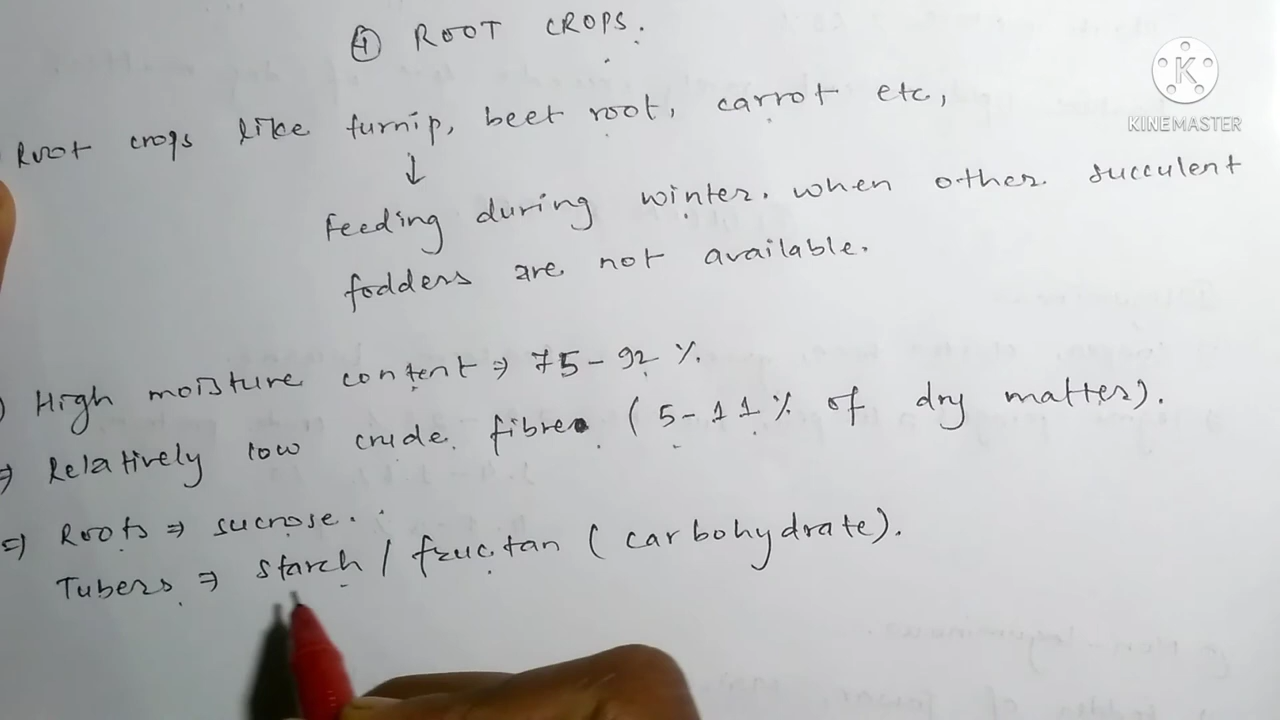 ④ ROOT CROPS.
Root crops like turnip, beet root, carrot etc,
↓
Feeding during winter. when other succulent
fodders are not available.
High moisture content ⇒ 75-92 %.
⇒ Relatively low crude fibre (5-11% of dry matter).
⇒ Roots ⇒ sucrose.
Tubers ⇒ starch / fructan (carbohydrate).
K
KINEMASTER